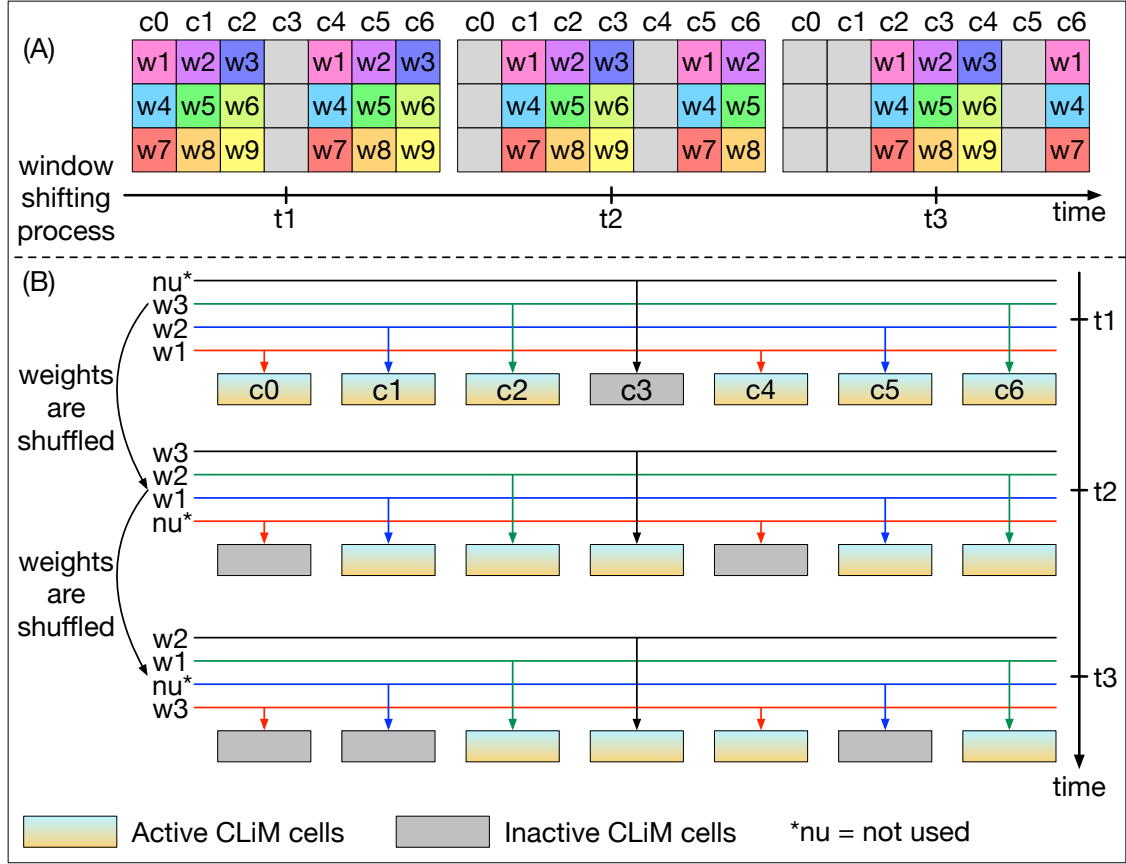 c0 c1 c2 c3 c4 c5 c6 c0 c1 c2 c3 c4 c5 c6 c0 c1 c2 c3 c4 c5 c6
(A)
w1 w2 w3 w1 w2 w3 w1 w2 w3 w1 w2 w1 w2 w3 w1
w4 w5 w6 w4 w5 w6 w4 w5 w6 w4 w5 w4 w5 w6 w4
w7 w8 w9 w7 w8 w9 w7 w8 w9 w7 w8 w7 w8 w9 w7
window
shifting
process
t1 t2 t3 time
(B)
nu*
w3
w2
w1
t1
c0 c1 c2 c3 c4 c5 c6
weights
are
shuffled
w3
w2
w1
nu*
t2
weights
are
shuffled
w2
w1
nu*
w3
t3
time
Active CLiM cells Inactive CLiM cells *nu = not used